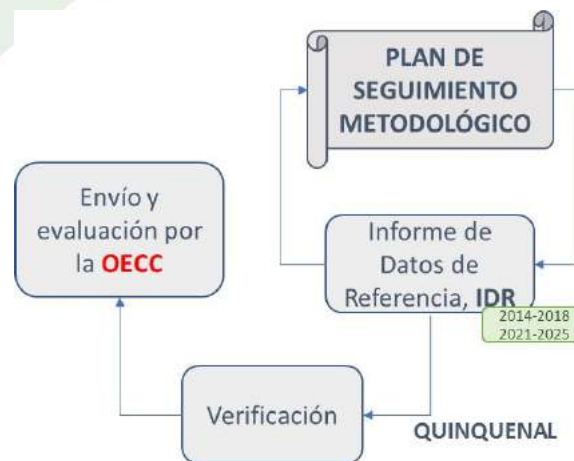 PLAN DE
SEGUIMIENTO
METODOLÓGICO
Envío y
evaluación por
la OECC
Informe de
Datos de
Referencia, IDR
2014-2018
2021-2025
Verificación
QUINQUENAL